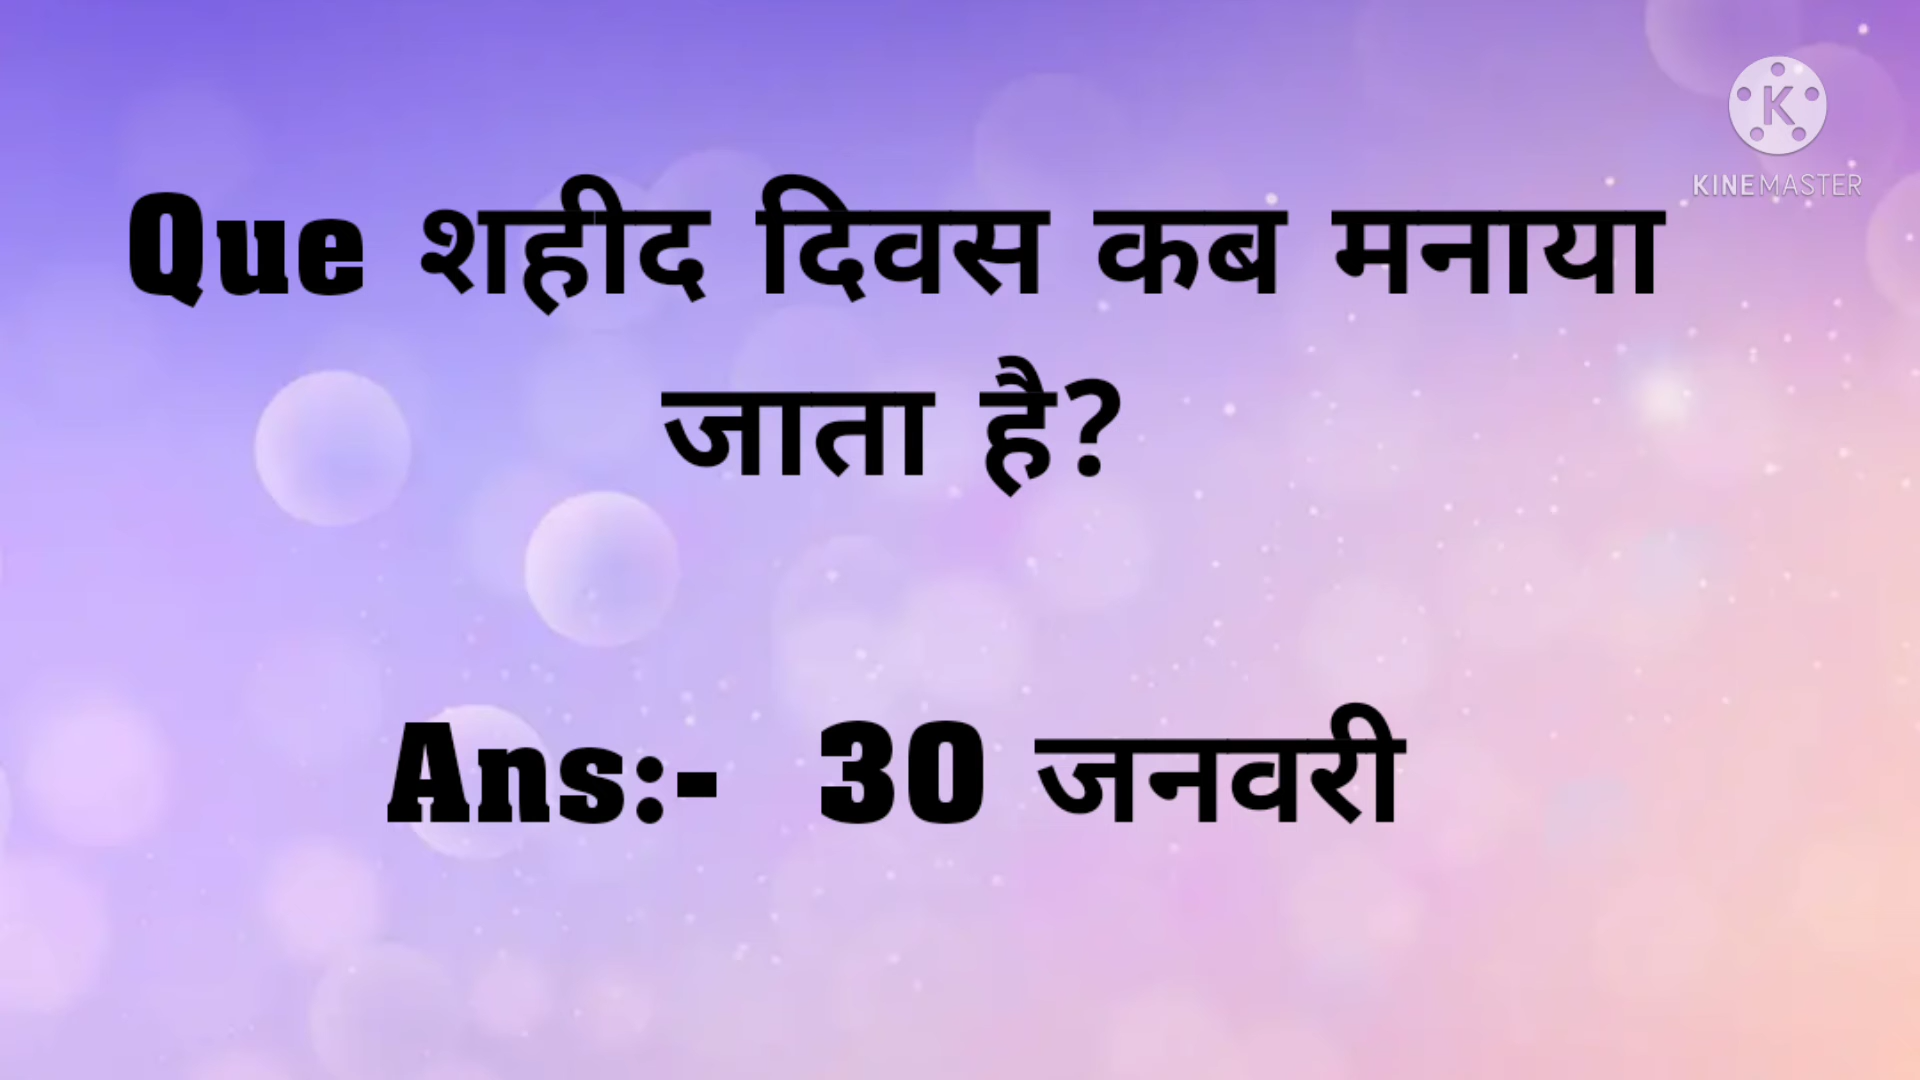 K
KINEMASTER
Que शहीद दिवस कब मनाया
जाता है?
Ans:- 30 जनवरी